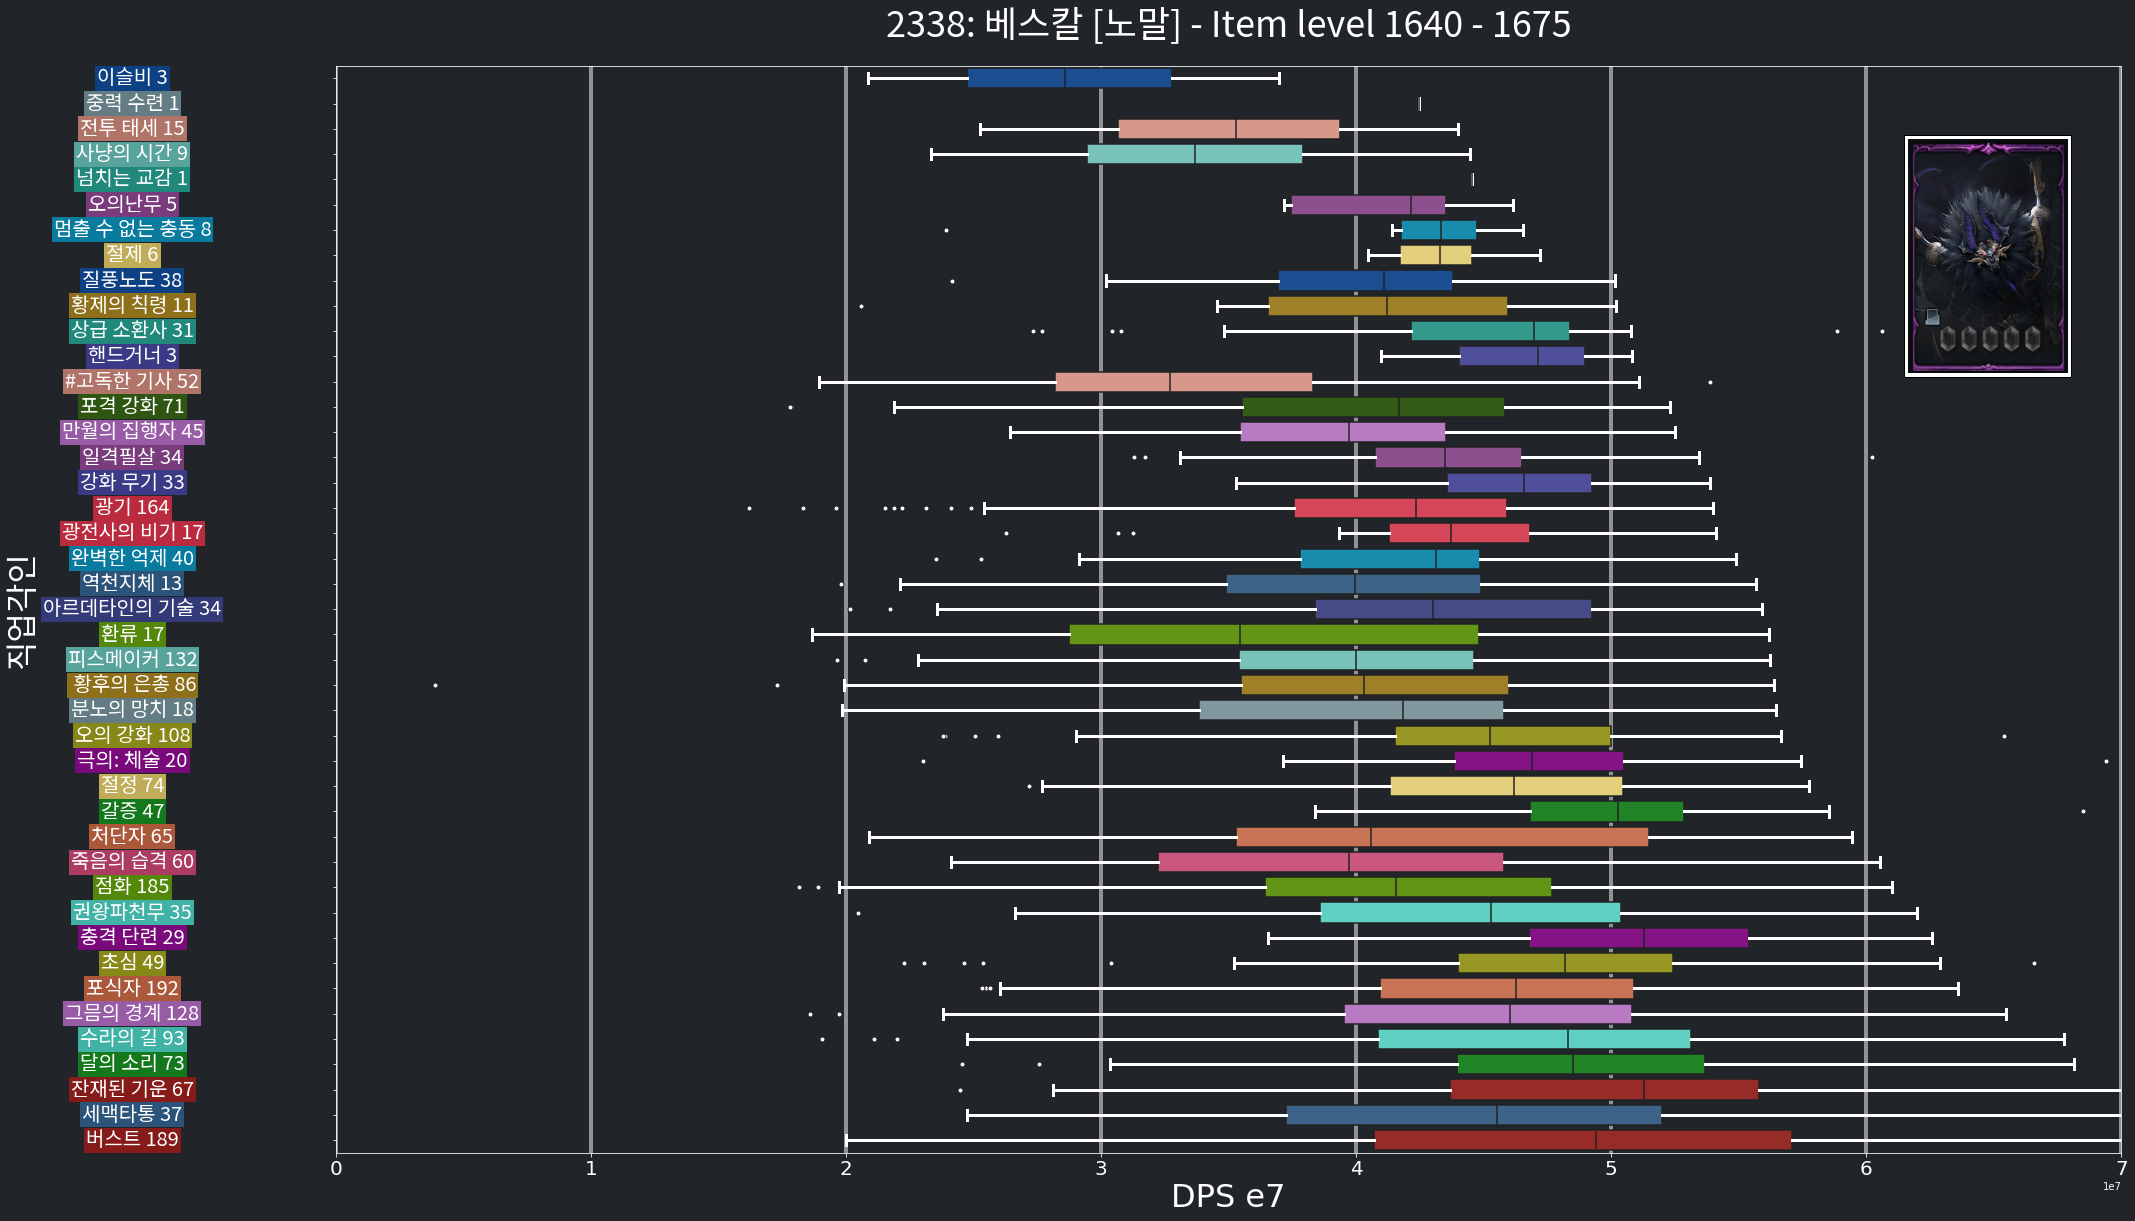 2338: 베스칼 [노말] - Item level 1640 - 1675
이슬비 3
중력 수련 1
전투 태세 15
사냥의 시간 9
넘치는 교감 1
오의난무 5
멈출 수 없는 충동 8
절제 6
질풍노도 38
황제의 칙령 11
상급 소환사 31
핸드거너 3
#고독한 기사 52
포격 강화 71
만월의 집행자 45
일격필살 34
강화 무기 33
광기 164
광전사의 비기 17
완벽한 억제 40
역천지체 13
아르데타인의 기술 34
환류 17
피스메이커 132
황후의 은총 86
분노의 망치 18
오의 강화 108
극의: 체술 20
절정 74
갈증 47
처단자 65
죽음의 습격 60
점화 185
권왕파천무 35
충격 단련 29
초심 49
포식자 192
그믐의 경계 128
수라의 길 93
달의 소리 73
잔재된 기운 67
세맥타통 37
버스트 189
직업각인
0 1 2 3 4 5 6 7
1e7
DPS e7